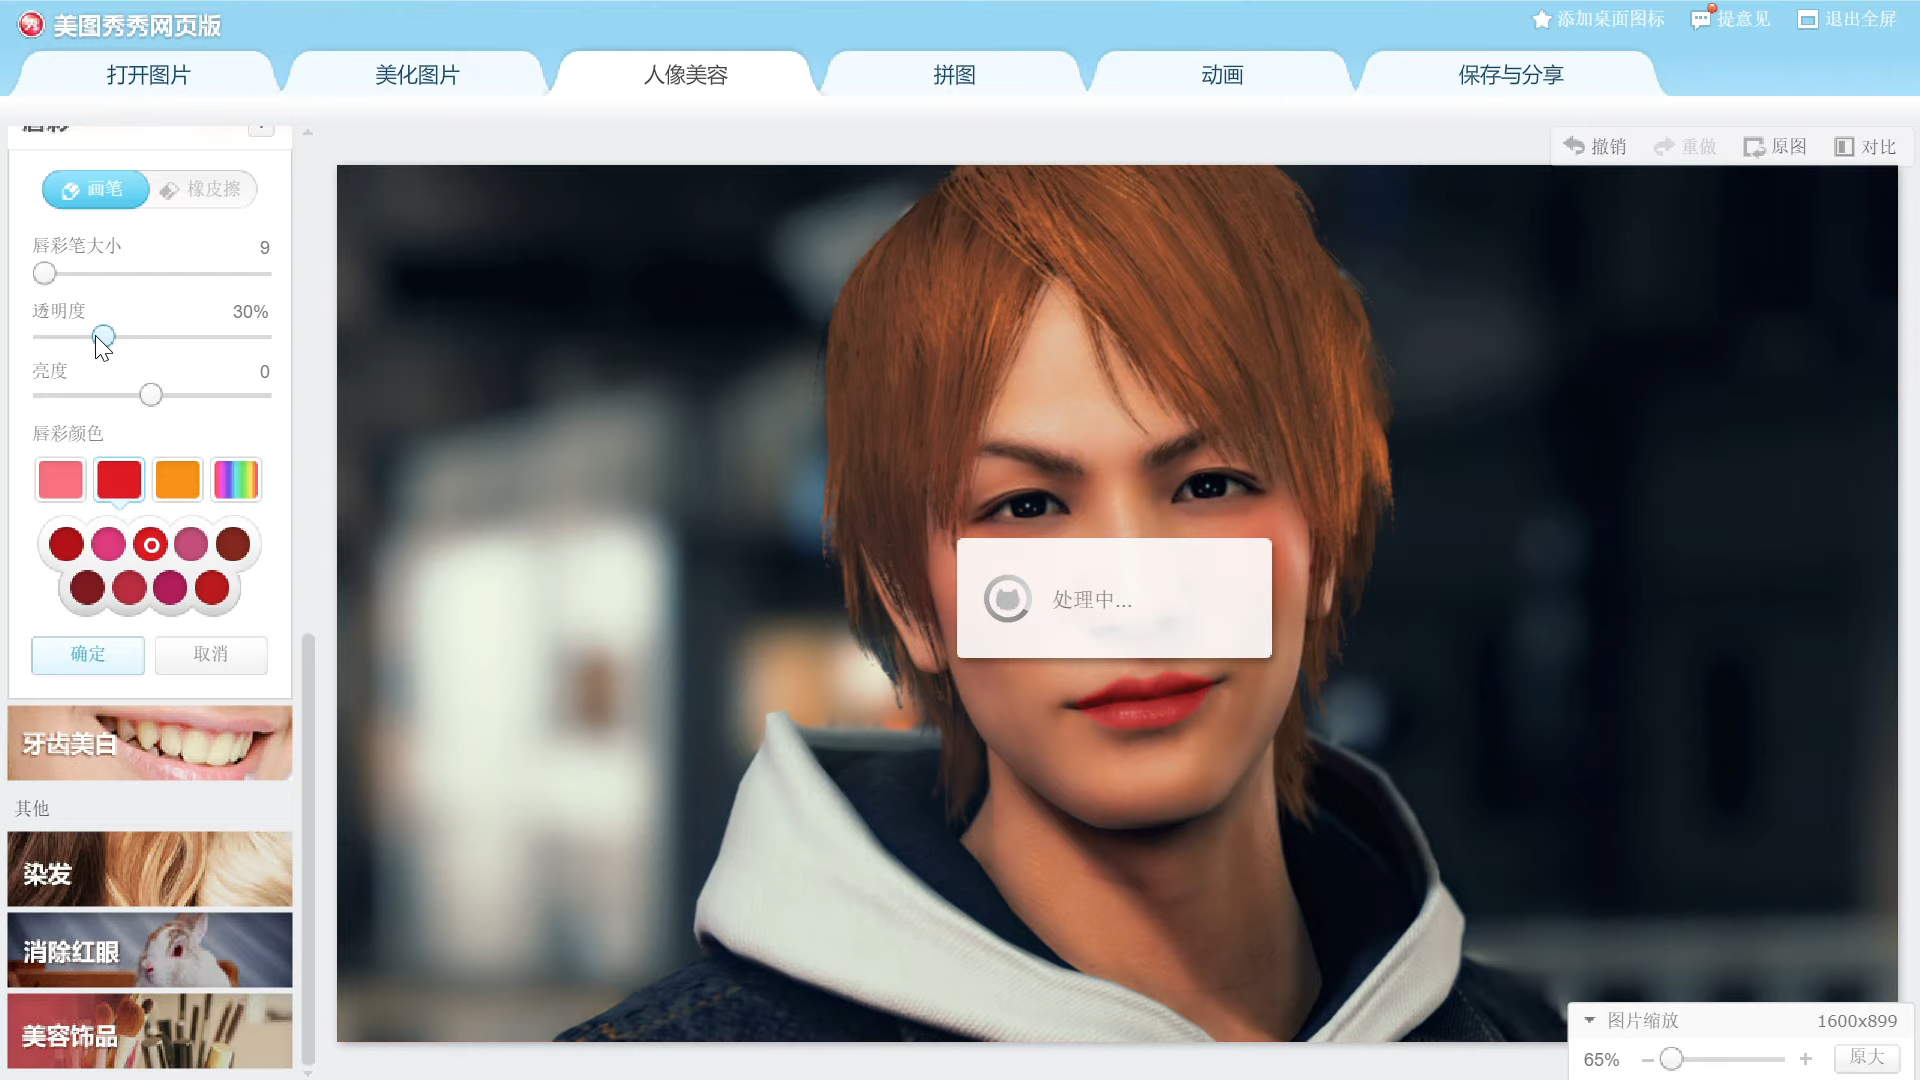 美图秀秀网页版
添加桌面图标
提意见
退出全屏
打开图片
美化图片
人像美容
拼图
动画
保存与分享
撤销
重做
原图
对比
画笔
橡皮擦
唇彩笔大小 9
透明度 30%
亮度 0
唇彩颜色
确定
取消
牙齿美白
其他
染发
消除红眼
美容饰品
处理中...
图片缩放 1600x899
65%
原大